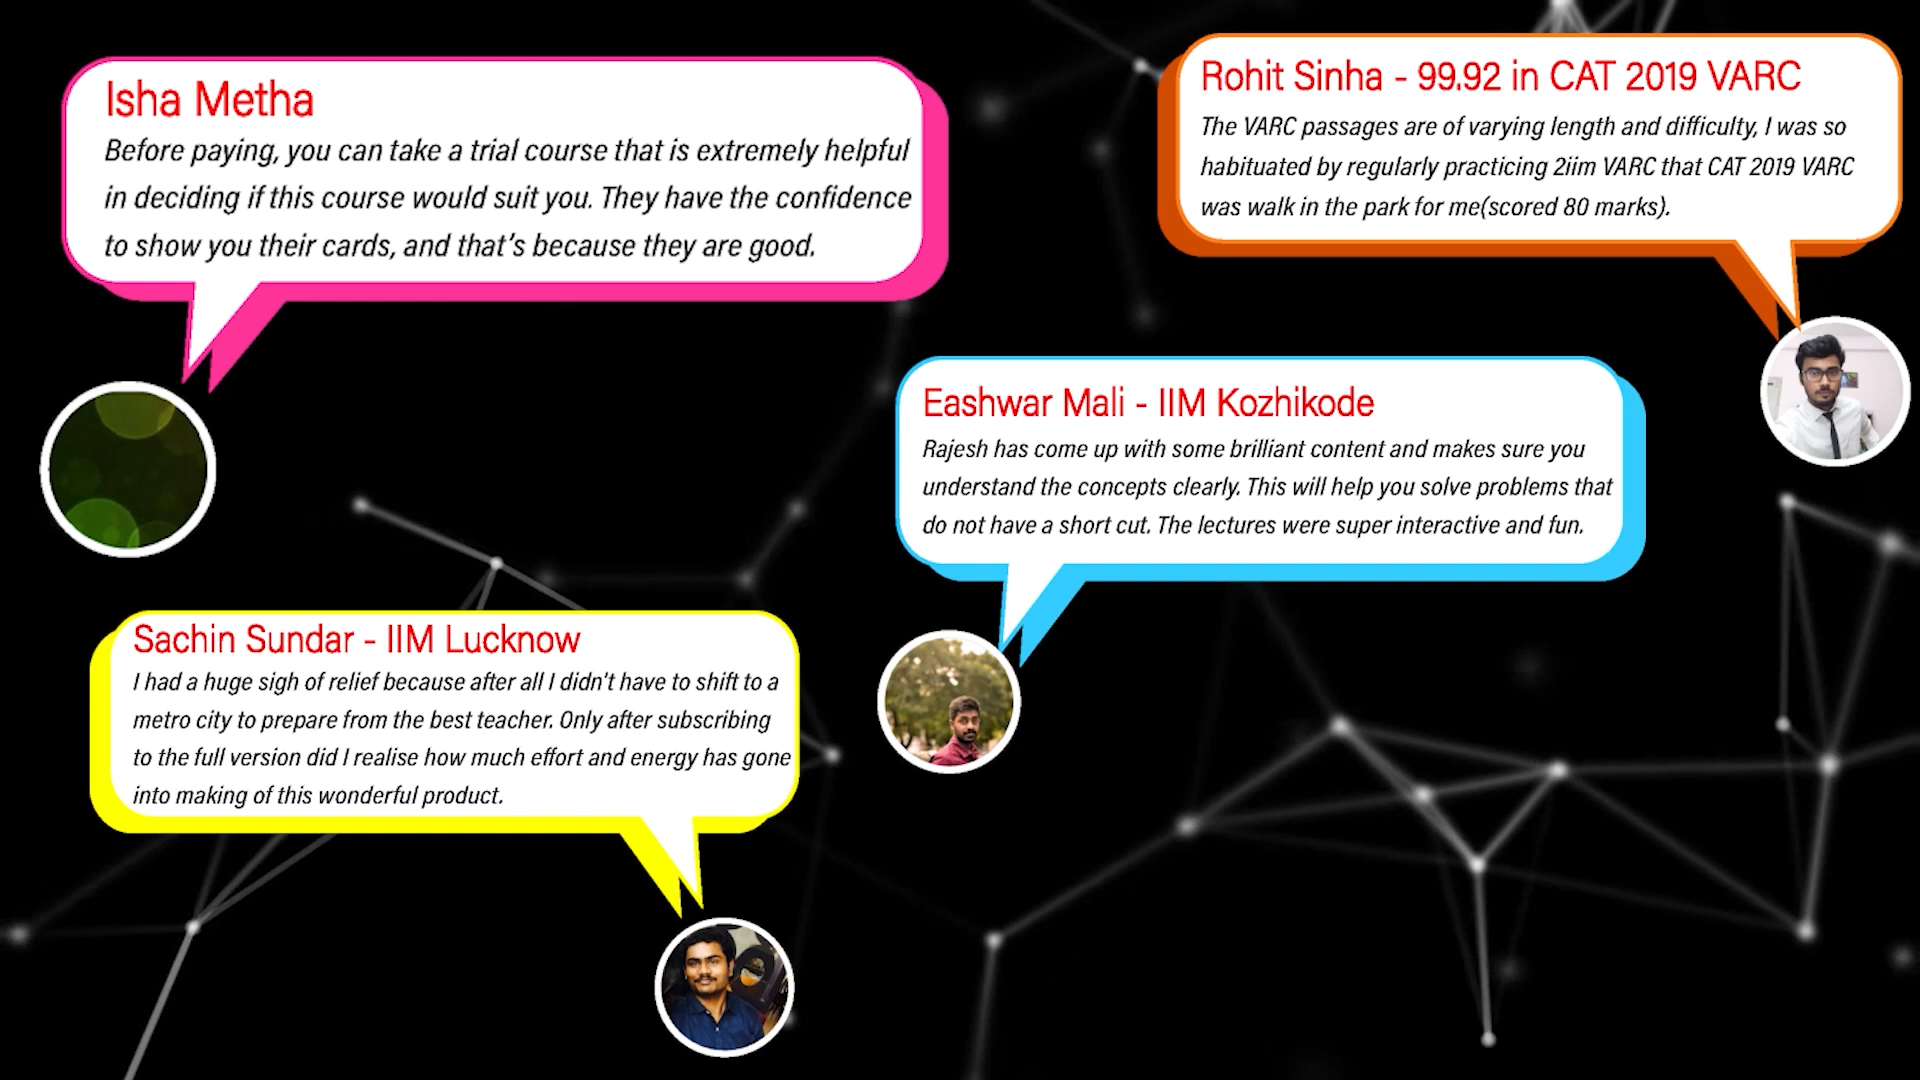 Isha Metha
Before paying, you can take a trial course that is extremely helpful
in deciding if this course would suit you. They have the confidence
to show you their cards, and that's because they are good.
Rohit Sinha - 99.92 in CAT 2019 VARC
The VARC passages are of varying length and difficulty, I was so
habituated by regularly practicing 2iim VARC that CAT 2019 VARC
was walk in the park for me(scored 80 marks).
Eashwar Mali - IIM Kozhikode
Rajesh has come up with some brilliant content and makes sure you
understand the concepts clearly. This will help you solve problems that
do not have a short cut. The lectures were super interactive and fun.
Sachin Sundar - IIM Lucknow
I had a huge sigh of relief because after all I didn't have to shift to a
metro city to prepare from the best teacher. Only after subscribing
to the full version did I realise how much effort and energy has gone
into making of this wonderful product.